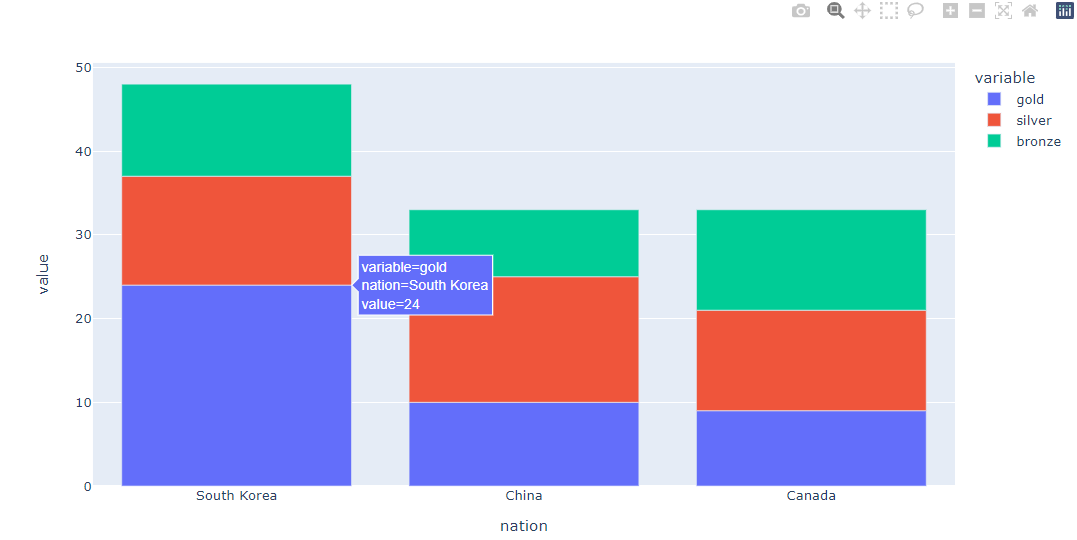 variable
gold
silver
bronze
value
50
40
30
20
10
0
variable=gold
nation=South Korea
value=24
South Korea
China
Canada
nation